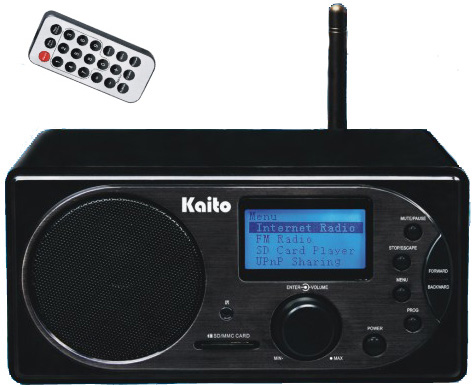 Kaito
Menu
Internet Radio
FM Radio
SD Card Player
UPnP Sharing
MUTE/PAUSE
STOP/ESCAPE
FORWARD
MENU
BACKWARD
ENTER VOLUME
IR
PROG
SD/MMC CARD
POWER
MIN MAX